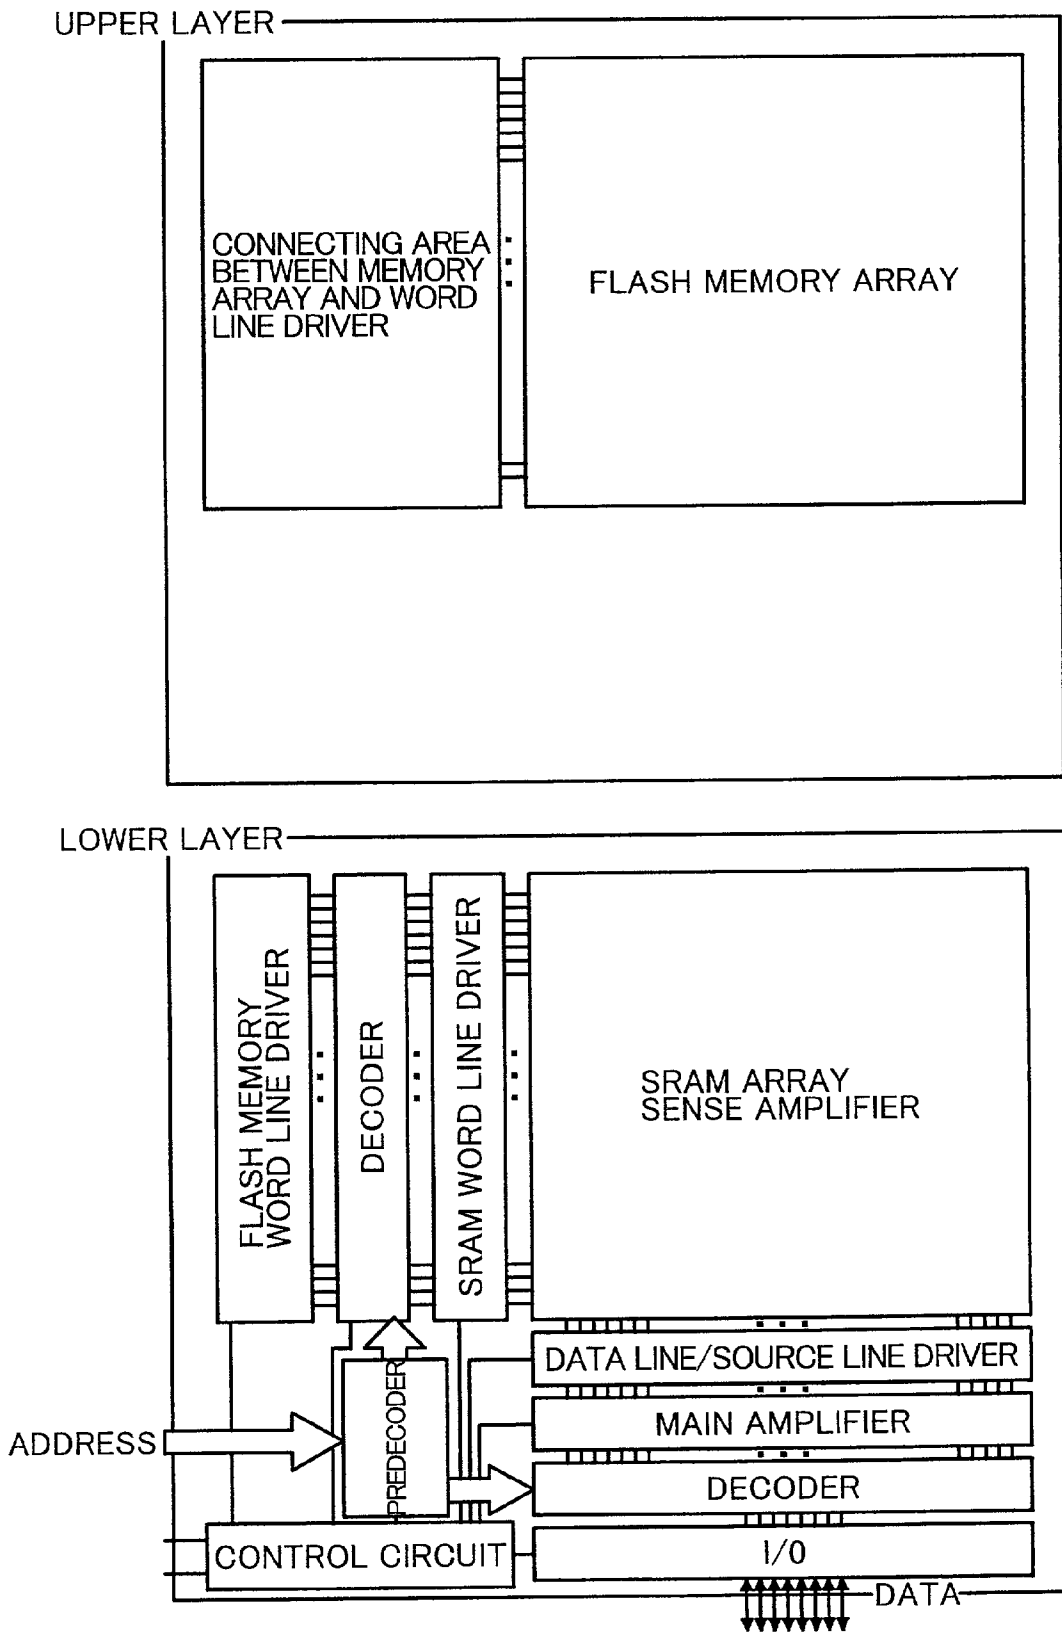 UPPER LAYER
CONNECTING AREA
BETWEEN MEMORY
ARRAY AND WORD
LINE DRIVER
FLASH MEMORY ARRAY
LOWER LAYER
FLASH MEMORY
WORD LINE DRIVER
DECODER
SRAM WORD LINE DRIVER
SRAM ARRAY
SENSE AMPLIFIER
DATA LINE/SOURCE LINE DRIVER
MAIN AMPLIFIER
ADDRESS
PREDECODER
DECODER
CONTROL CIRCUIT
I/O
DATA